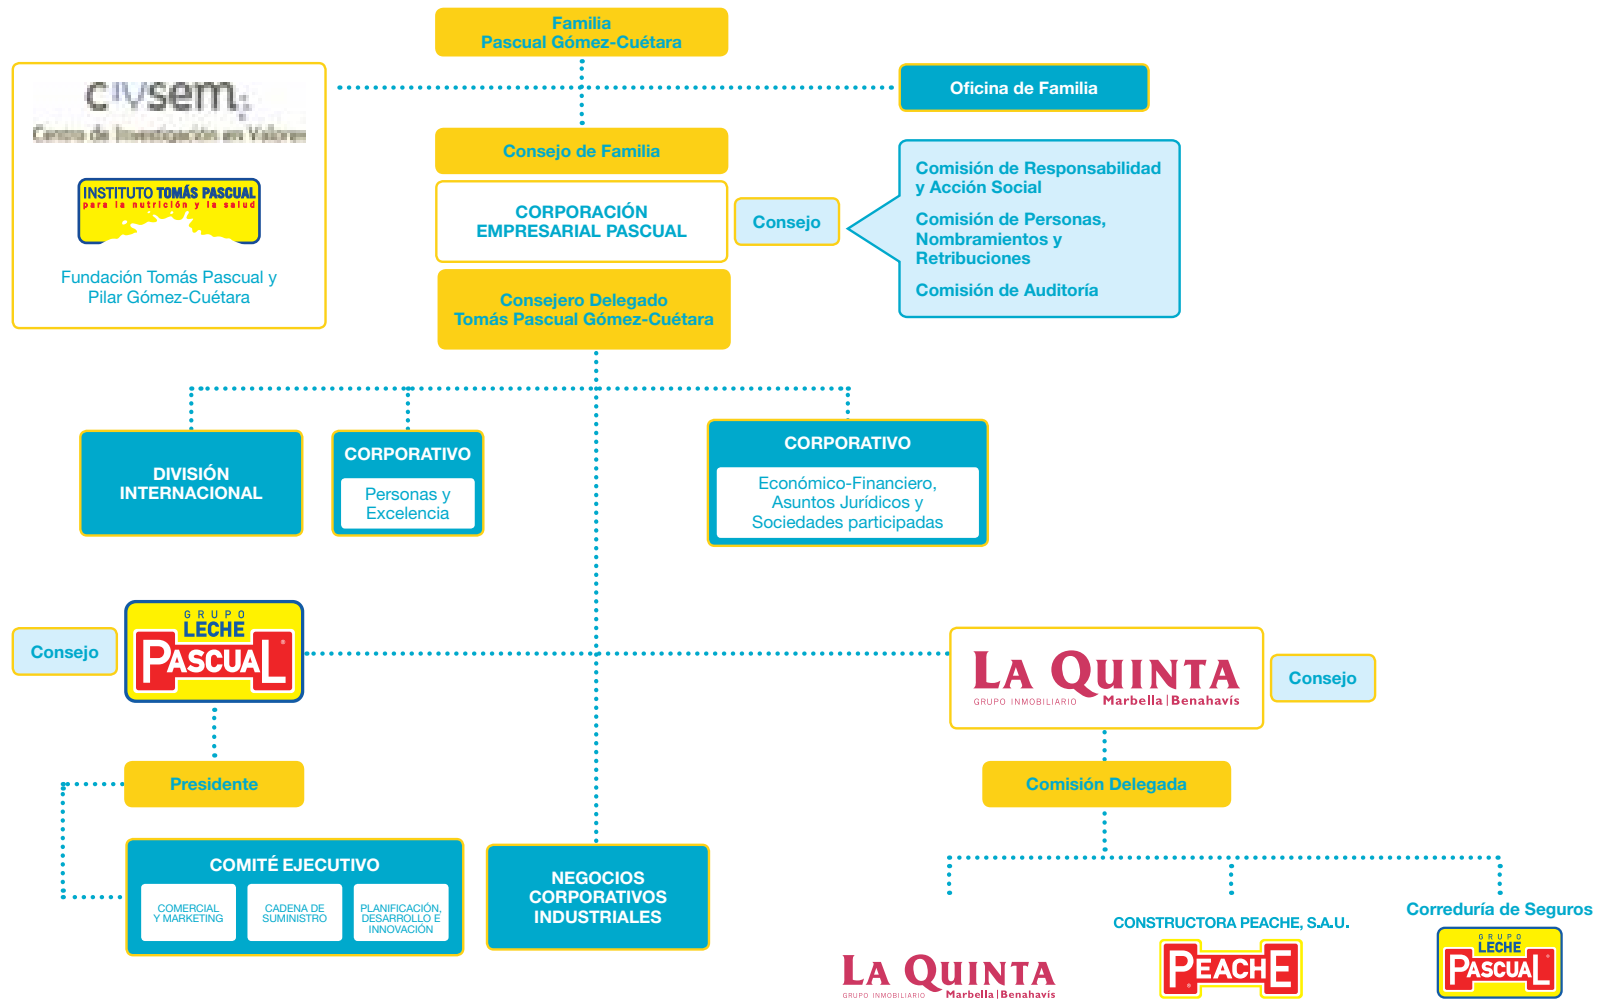 Familia
Pascual Gómez-Cuétara
civsem
Centro de Investigación en Valores
Oficina de Familia
Consejo de Familia
CORPORACIÓN
EMPRESARIAL PASCUAL
Consejo
Comisión de Responsabilidad
y Acción Social
Comisión de Personas,
Nombramientos y
Retribuciones
Comisión de Auditoría
INSTITUTO TOMÁS PASCUAL
para la nutrición y la salud
Fundación Tomás Pascual y
Pilar Gómez-Cuétara
Consejero Delegado
Tomás Pascual Gómez-Cuétara
DIVISIÓN
INTERNACIONAL
CORPORATIVO
Personas y
Excelencia
CORPORATIVO
Económico-Financiero,
Asuntos Jurídicos y
Sociedades participadas
Consejo
GRUPO
LECHE
PASCUAL®
LA QUINTA
GRUPO INMOBILIARIO Marbella|Benahavís
Consejo
Presidente
Comisión Delegada
COMITÉ EJECUTIVO
COMERCIAL
Y MARKETING
CADENA DE
SUMINISTRO
PLANIFICACIÓN,
DESARROLLO E
INNOVACIÓN
NEGOCIOS
CORPORATIVOS
INDUSTRIALES
LA QUINTA
GRUPO INMOBILIARIO Marbella|Benahavís
CONSTRUCTORA PEACHE, S.A.U.
PEACHE
Correduría de Seguros
GRUPO
LECHE
PASCUAL®